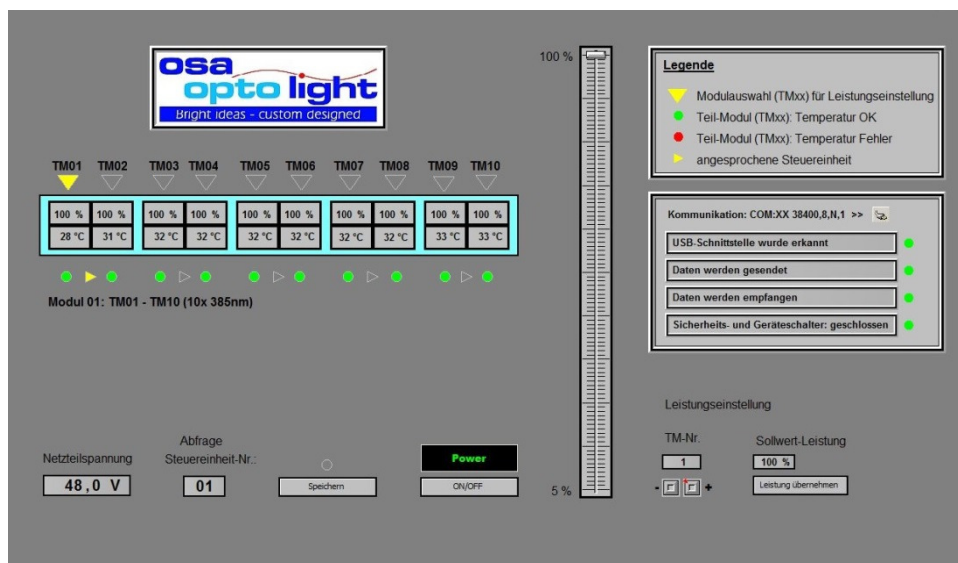 osa
opto light
Bright ideas - custom designed
TM01 TM02 TM03 TM04 TM05 TM06 TM07 TM08 TM09 TM10
100 % 100 % 100 % 100 % 100 % 100 % 100 % 100 % 100 % 100 %
28 °C 31 °C 32 °C 32 °C 32 °C 32 °C 32 °C 32 °C 33 °C 33 °C
Modul 01: TM01 - TM10 (10x 385nm)
Netzteilspannung
48,0 V
Abfrage
Steuereinheit-Nr.:
01
Speichern
Power
ON/OFF
100 %
5 %
Legende
Modulauswahl (TMxx) für Leistungseinstellung
Teil-Modul (TMxx): Temperatur OK
Teil-Modul (TMxx): Temperatur Fehler
angesprochene Steuereinheit
Kommunikation: COM:XX 38400,8,N,1 >>
USB-Schnittstelle wurde erkannt
Daten werden gesendet
Daten werden empfangen
Sicherheits- und Geräteschalter: geschlossen
Leistungseinstellung
TM-Nr.
1
- +
Sollwert-Leistung
100 %
Leistung übernehmen